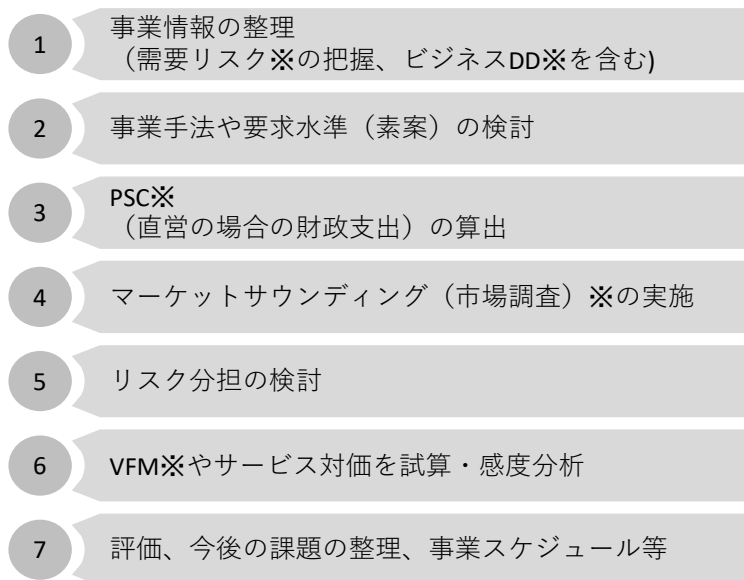 1
事業情報の整理
（需要リスク※の把握、ビジネスDD※を含む)
2
事業手法や要求水準（素案）の検討
3
PSC※
（直営の場合の財政支出）の算出
4
マーケットサウンディング（市場調査）※の実施
5
リスク分担の検討
6
VFM※やサービス対価を試算・感度分析
7
評価、今後の課題の整理、事業スケジュール等